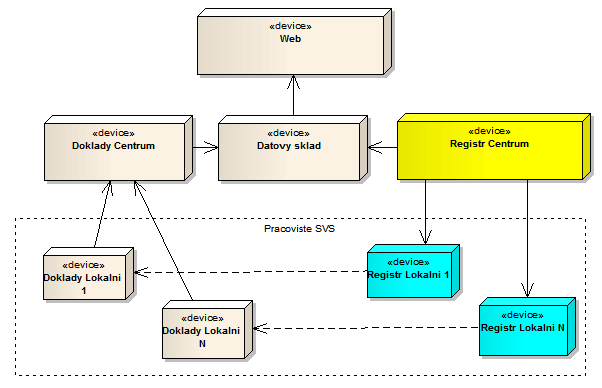 «device»
Web
«device»
Doklady Centrum
«device»
Datovy sklad
«device»
Registr Centrum
Pracoviste SVS
«device»
Doklady Lokalni
1
«device»
Registr Lokalni 1
«device»
Doklady Lokalni
N
«device»
Registr Lokalni N